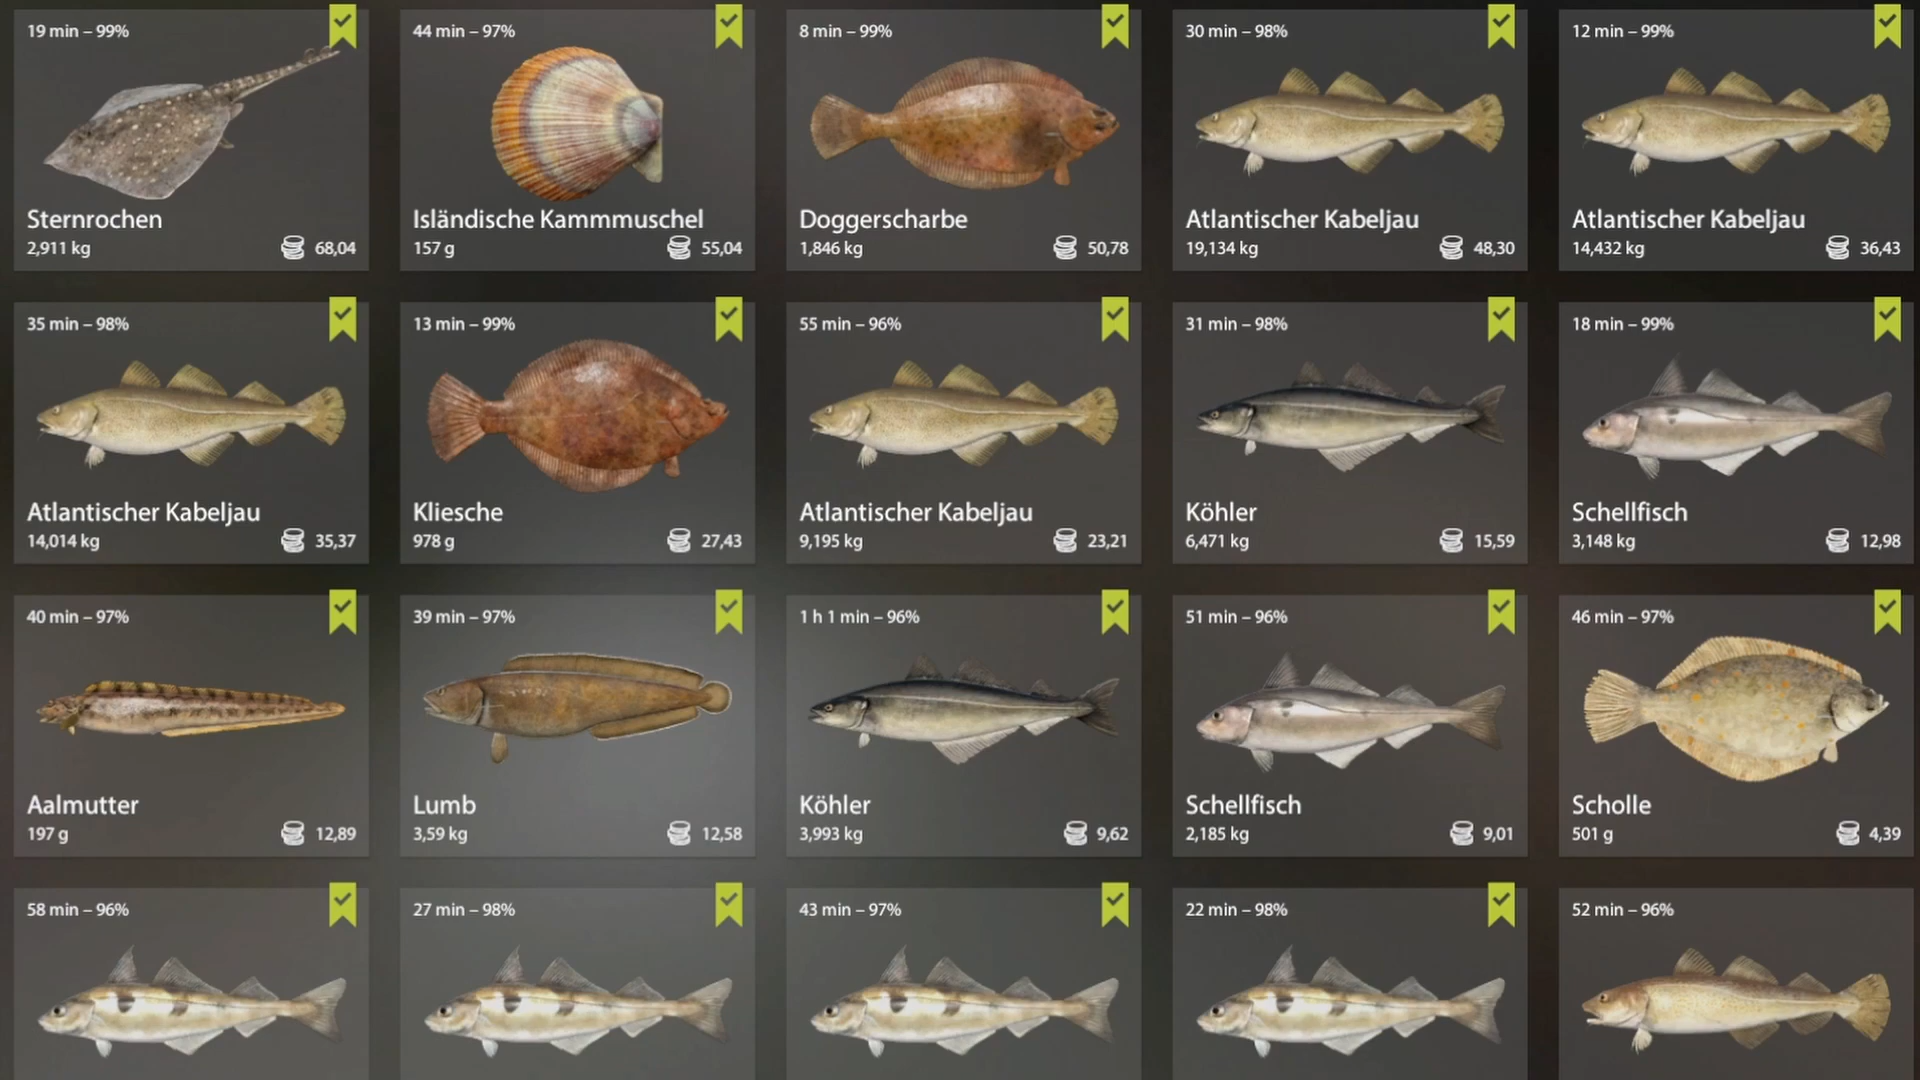 19 min – 99%
Sternrochen
2,911 kg
68,04
44 min – 97%
Isländische Kammmuschel
157 g
55,04
8 min – 99%
Doggerscharbe
1,846 kg
50,78
30 min – 98%
Atlantischer Kabeljau
19,134 kg
48,30
12 min – 99%
Atlantischer Kabeljau
14,432 kg
36,43
35 min – 98%
Atlantischer Kabeljau
14,014 kg
35,37
13 min – 99%
Kliesche
978 g
27,43
55 min – 96%
Atlantischer Kabeljau
9,195 kg
23,21
31 min – 98%
Köhler
6,471 kg
15,59
18 min – 99%
Schellfisch
3,148 kg
12,98
40 min – 97%
Aalmutter
197 g
12,89
39 min – 97%
Lumb
3,59 kg
12,58
1 h 1 min – 96%
Köhler
3,993 kg
9,62
51 min – 96%
Schellfisch
2,185 kg
9,01
46 min – 97%
Scholle
501 g
4,39
58 min – 96%
27 min – 98%
43 min – 97%
22 min – 98%
52 min – 96%